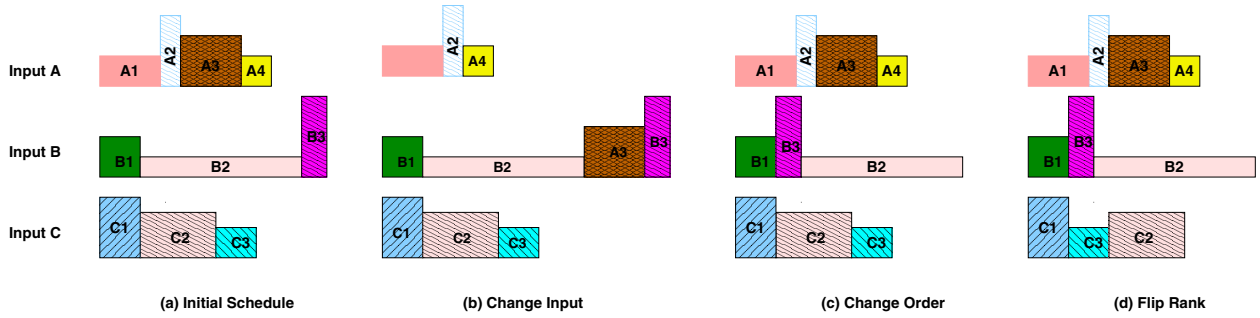 Input A
A1
A2
A3
A4
A2
A4
A1
A2
A3
A4
A1
A2
A3
A4
Input B
B1
B2
B3
B1
B2
A3
B3
B1
B3
B2
B1
B3
B2
Input C
C1
C2
C3
C1
C2
C3
C1
C2
C3
C1
C3
C2
(a) Initial Schedule
(b) Change Input
(c) Change Order
(d) Flip Rank